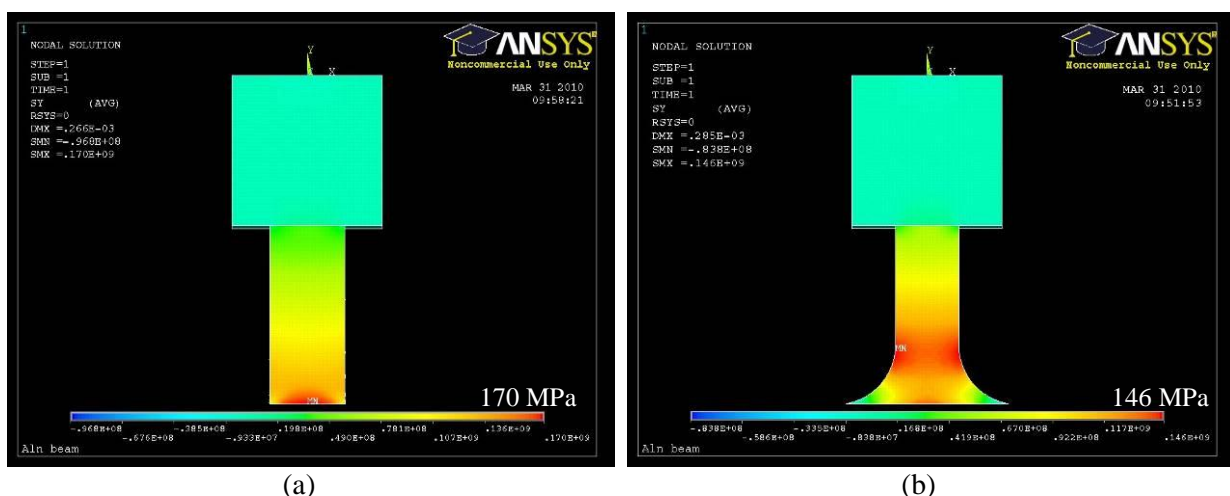 1
NODAL SOLUTION
STEP=1
SUB =1
TIME=1
SY (AVG)
RSYS=0
DMX =.266E-03
SMN =-.968E+08
SMX =.170E+09
ANSYS
Noncommercial Use Only
MAR 31 2010
09:58:21
Y
X
MN
170 MPa
-.968E+08 -.385E+08 .198E+08 .781E+08 .136E+09
-.676E+08 -.933E+07 .490E+08 .107E+09 .170E+09
Aln beam
(a)
1
NODAL SOLUTION
STEP=1
SUB =1
TIME=1
SY (AVG)
RSYS=0
DMX =.285E-03
SMN =-.838E+08
SMX =.146E+09
ANSYS
Noncommercial Use Only
MAR 31 2010
09:51:53
Y
X
MN
146 MPa
-.838E+08 -.335E+08 .168E+08 .670E+08 .117E+09
-.586E+08 -.838E+07 .419E+08 .922E+08 .146E+09
Aln beam
(b)